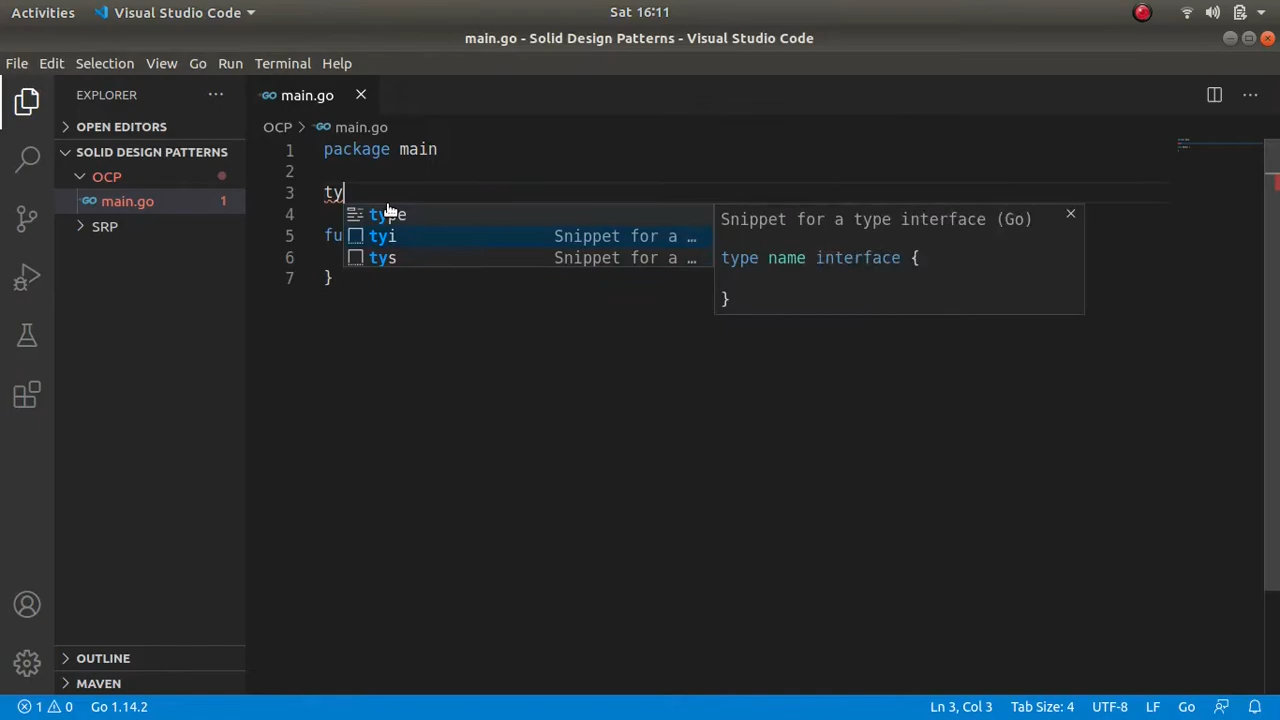 Activities Visual Studio Code Sat 16:11
main.go - Solid Design Patterns - Visual Studio Code
File Edit Selection View Go Run Terminal Help
EXPLORER ··· GO main.go
OPEN EDITORS OCP GO main.go
SOLID DESIGN PATTERNS 1 package main
OCP 2
GO main.go 1 3 ty
SRP 4 type Snippet for a type interface (Go)
5 fu tyi Snippet for a … type name interface {
6 tys Snippet for a …
7 } }
OUTLINE
MAVEN
1 0 Go 1.14.2 Ln 3, Col 3 Tab Size: 4 UTF-8 LF Go